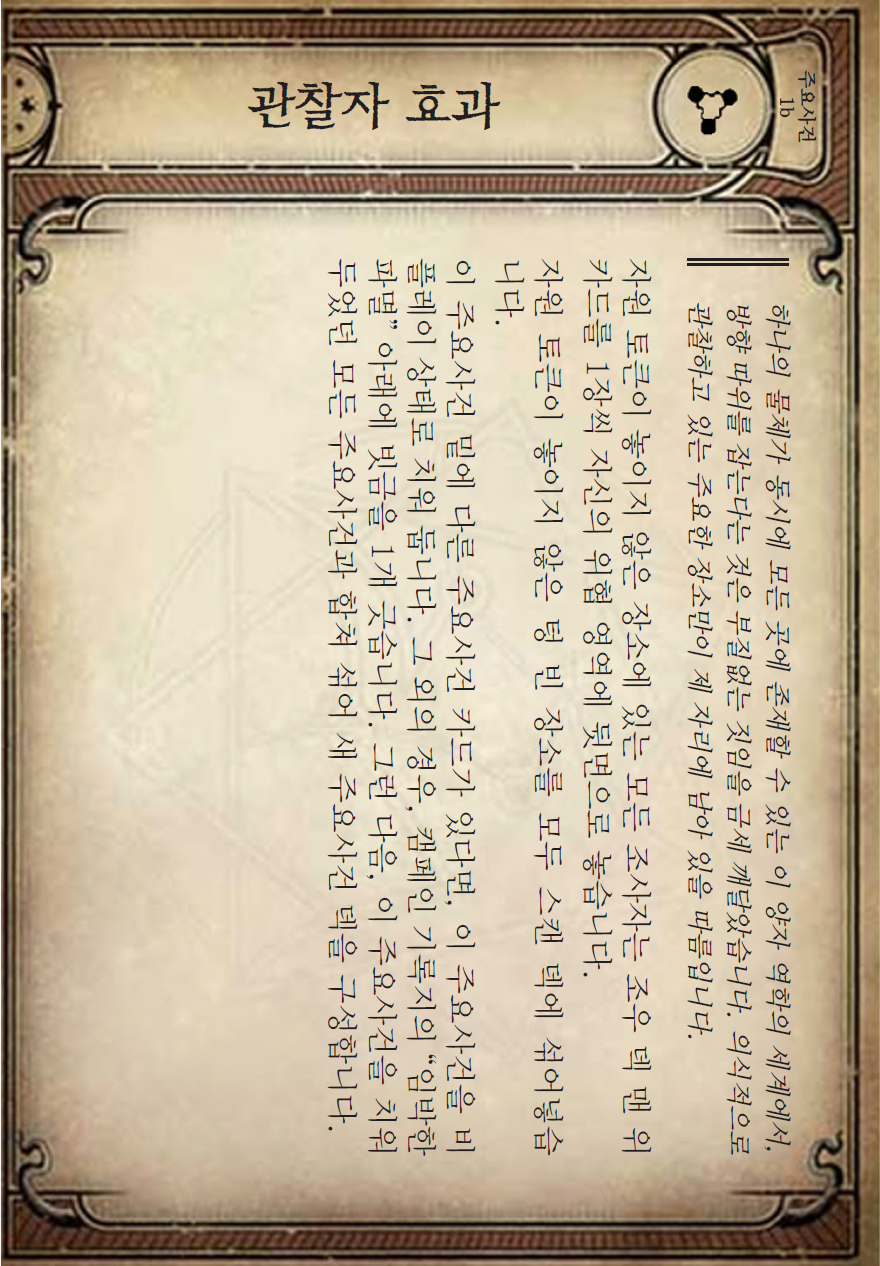 주요사건
1b
관찰자 효과
하나의 물체가 동시에 모든 곳에 존재할 수 있는 이 양자 역학의 세계에서,
방향 따위를 잡는다는 것은 부질없는 짓임을 금세 깨달았습니다. 의식적으로
관찰하고 있는 주요한 장소만이 제 자리에 남아 있을 따름입니다.
자원 토큰이 놓이지 않은 장소에 있는 모든 조사자는 조우 덱 맨 위
카드를 1장씩 자신의 위협 영역에 뒷면으로 놓습니다.
자원 토큰이 놓이지 않은 텅 빈 장소를 모두 스캔 덱에 섞어넣습
니다.
이 주요사건 밑에 다른 주요사건 카드가 있다면, 이 주요사건을 비
플레이 상태로 치워 둡니다. 그 외의 경우, 캠페인 기록지의 “임박한
파멸” 아래에 빗금을 1개 긋습니다. 그런 다음, 이 주요사건을 치워
두었던 모든 주요사건과 합쳐 섞어 새 주요사건 덱을 구성합니다.